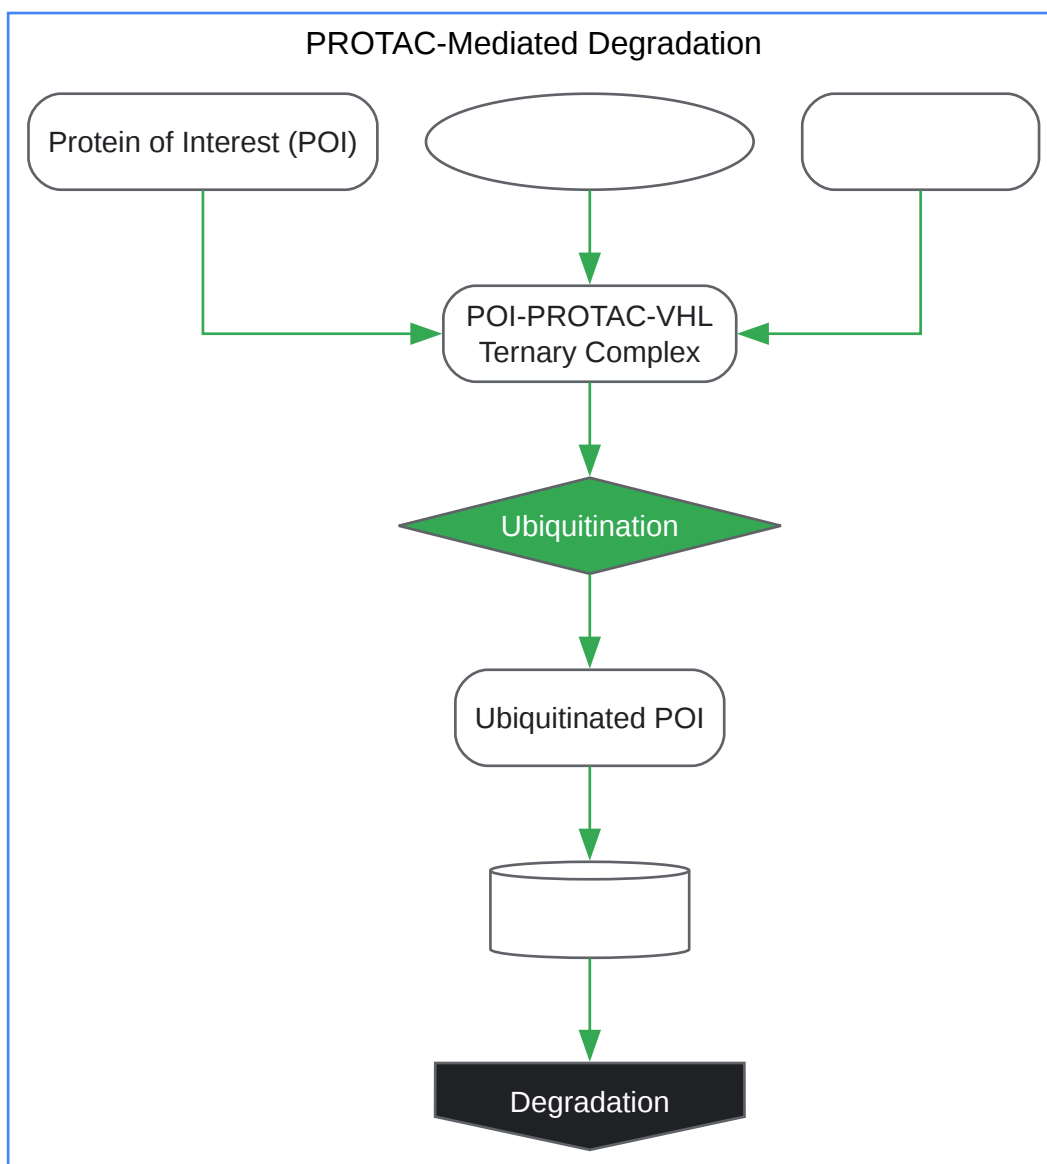 PROTAC-Mediated Degradation
Protein of Interest (POI)
POI-PROTAC-VHL
Ternary Complex
Ubiquitination
Ubiquitinated POI
Degradation